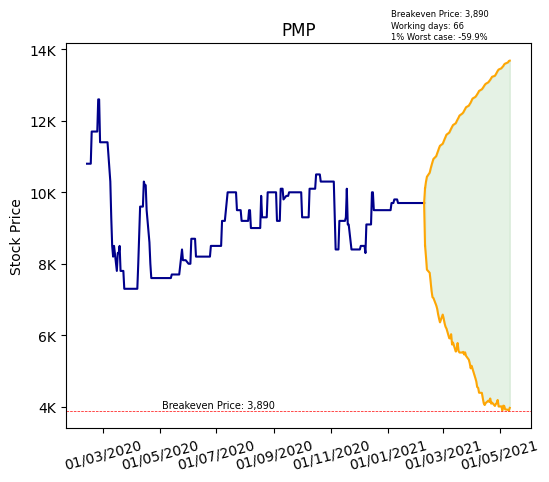 Breakeven Price: 3,890
Working days: 66
1% Worst case: -59.9%
PMP
Stock Price
14K
12K
10K
8K
6K
4K
Breakeven Price: 3,890
01/03/2020
01/05/2020
01/07/2020
01/09/2020
01/11/2020
01/01/2021
01/03/2021
01/05/2021